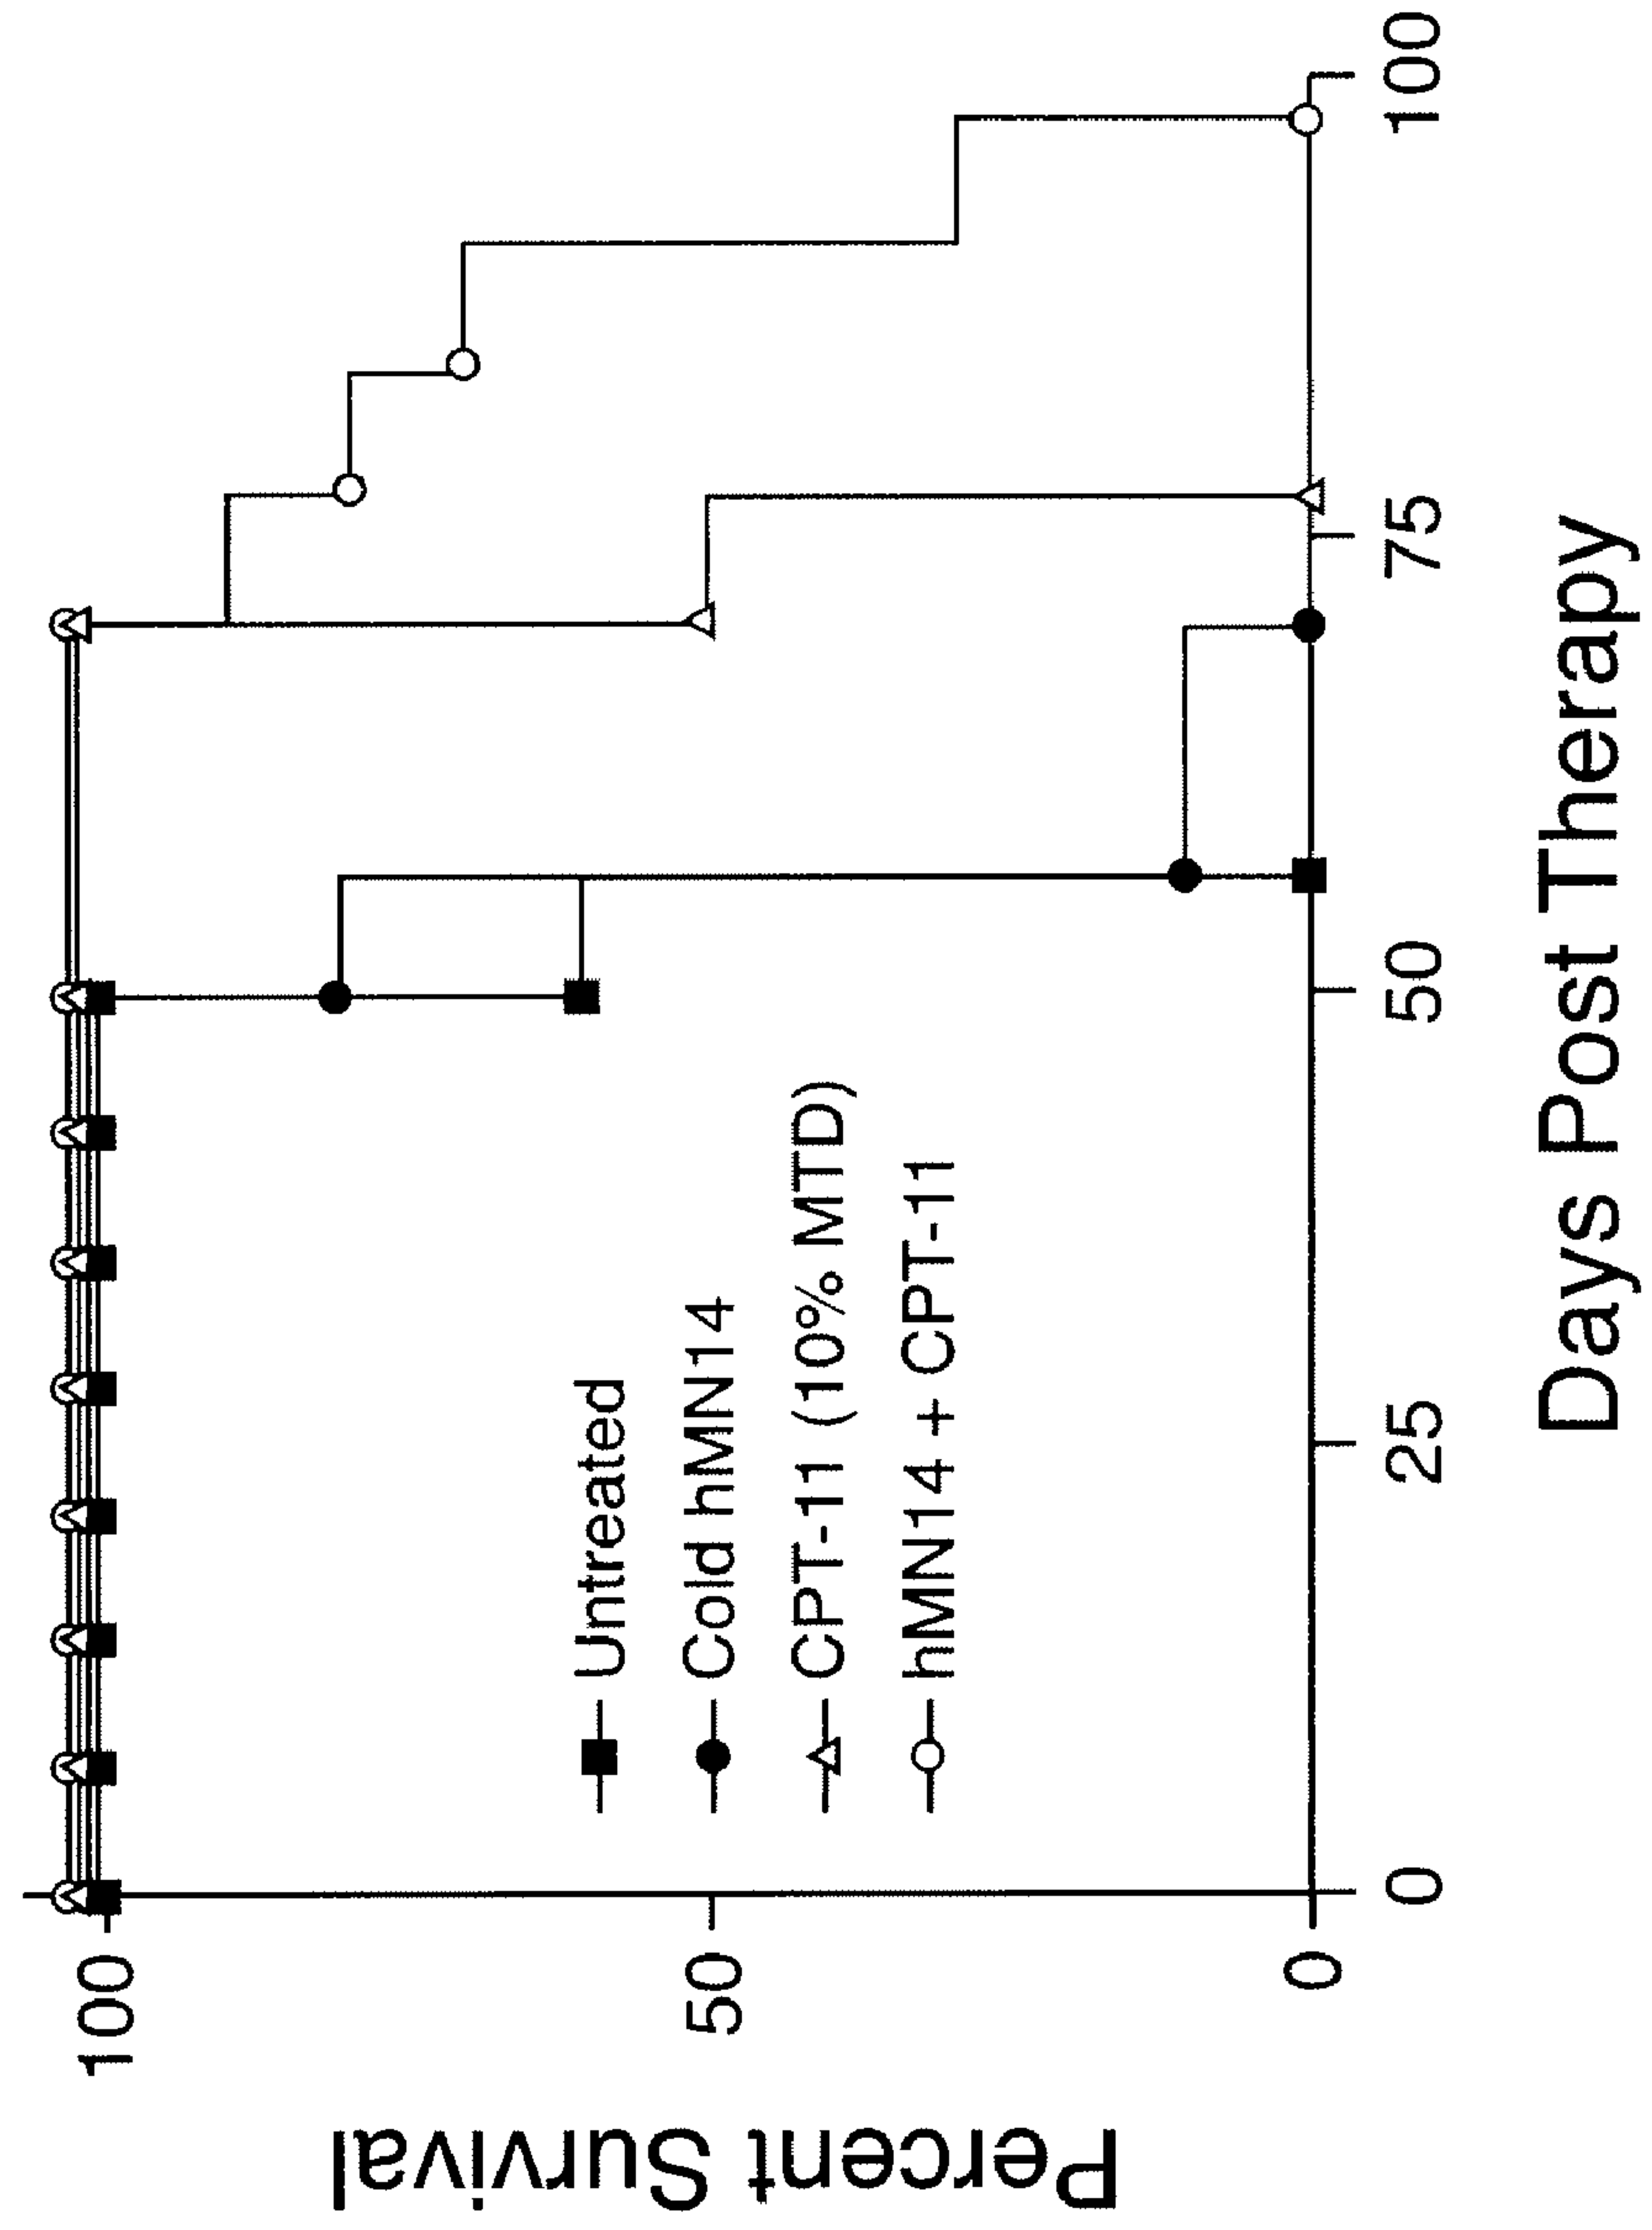 Percent Survival
100
50
0
Untreated
Cold hMN14
CPT-11 (10% MTD)
hMN14 + CPT-11
0
25
50
75
100
Days Post Therapy